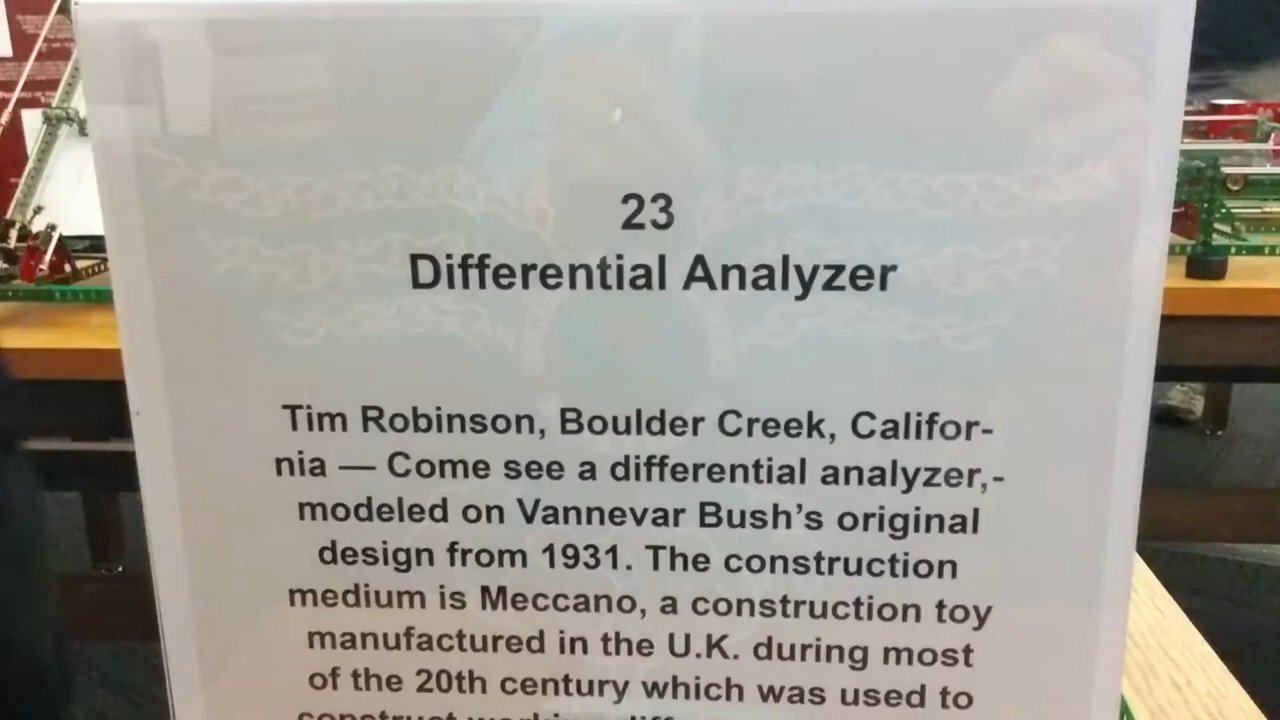 23
Differential Analyzer
Tim Robinson, Boulder Creek, Califor-
nia — Come see a differential analyzer,-
modeled on Vannevar Bush's original
design from 1931. The construction
medium is Meccano, a construction toy
manufactured in the U.K. during most
of the 20th century which was used to
construct